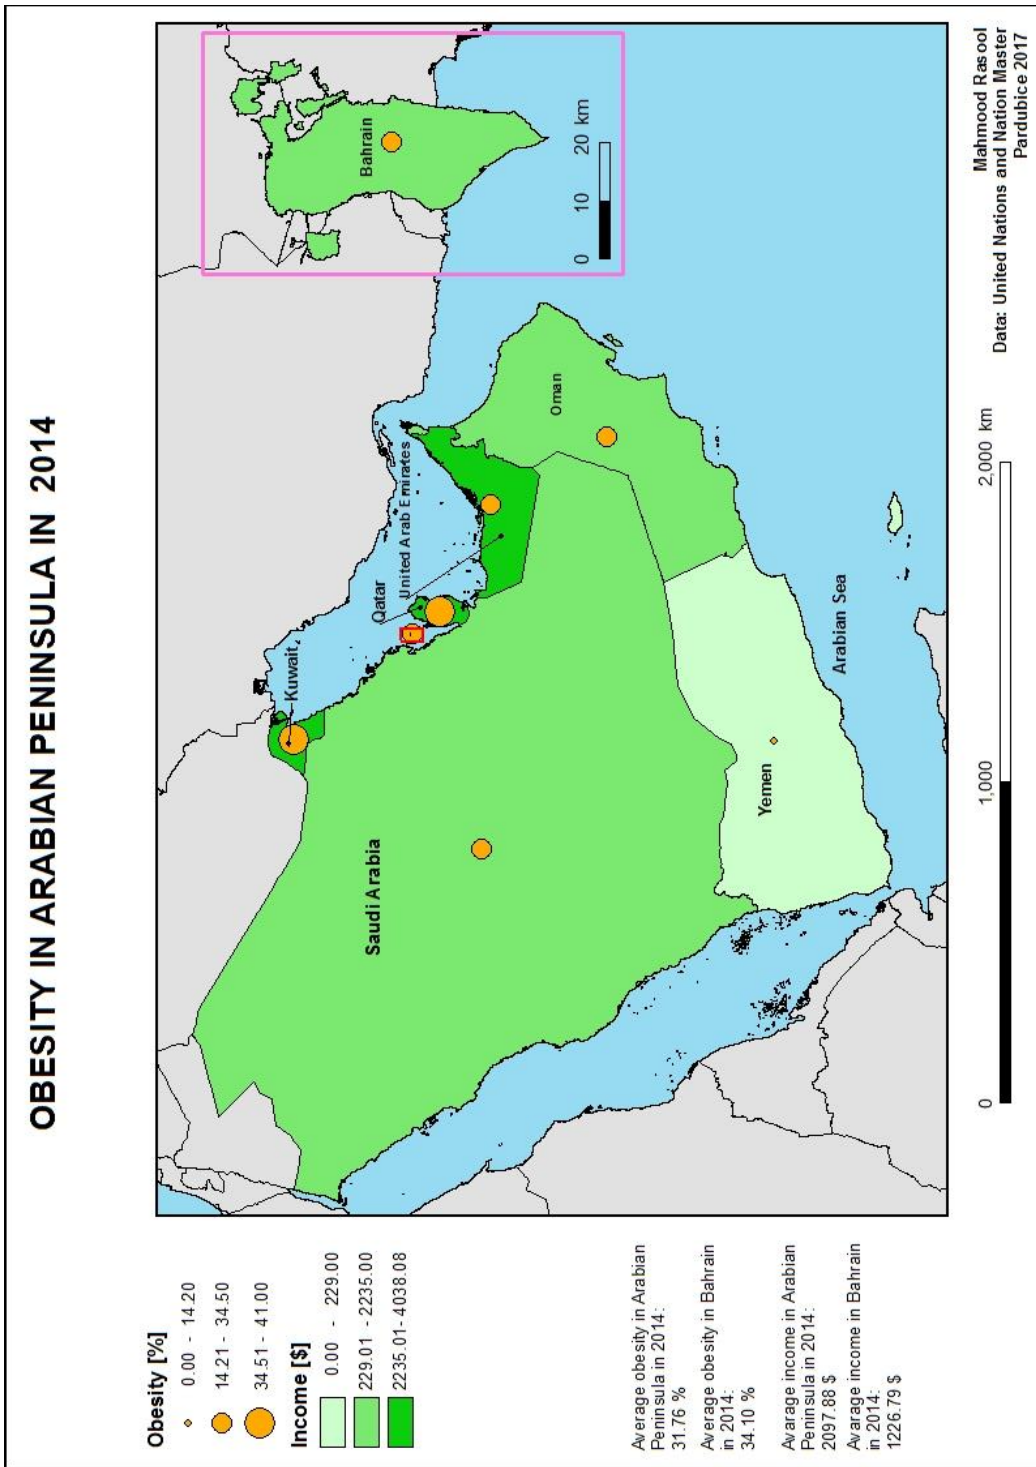 OBESITY IN ARABIAN PENINSULA IN 2014
Obesity [%]
0.00 - 14.20
14.21 - 34.50
34.51 - 41.00
Income [$]
0.00 - 229.00
229.01 - 2235.00
2235.01- 4038.08
Average obesity in Arabian
Peninsula in 2014:
31.76 %
Average obesity in Bahrain
in 2014:
34.10 %
Avarage income in Arabian
Peninsula in 2014:
2097.88 $
Avarance income in Bahrain
in 2014:
1226.79 $
Saudi Arabia
Kuwait
Qatar
United Arab Emirates
Oman
Yemen
Arabian Sea
Bahrain
0 10 20 km
0 1,000 2,000 km
Mahmood Rasool
Data: United Nations and Nation Master
Pardubice 2017